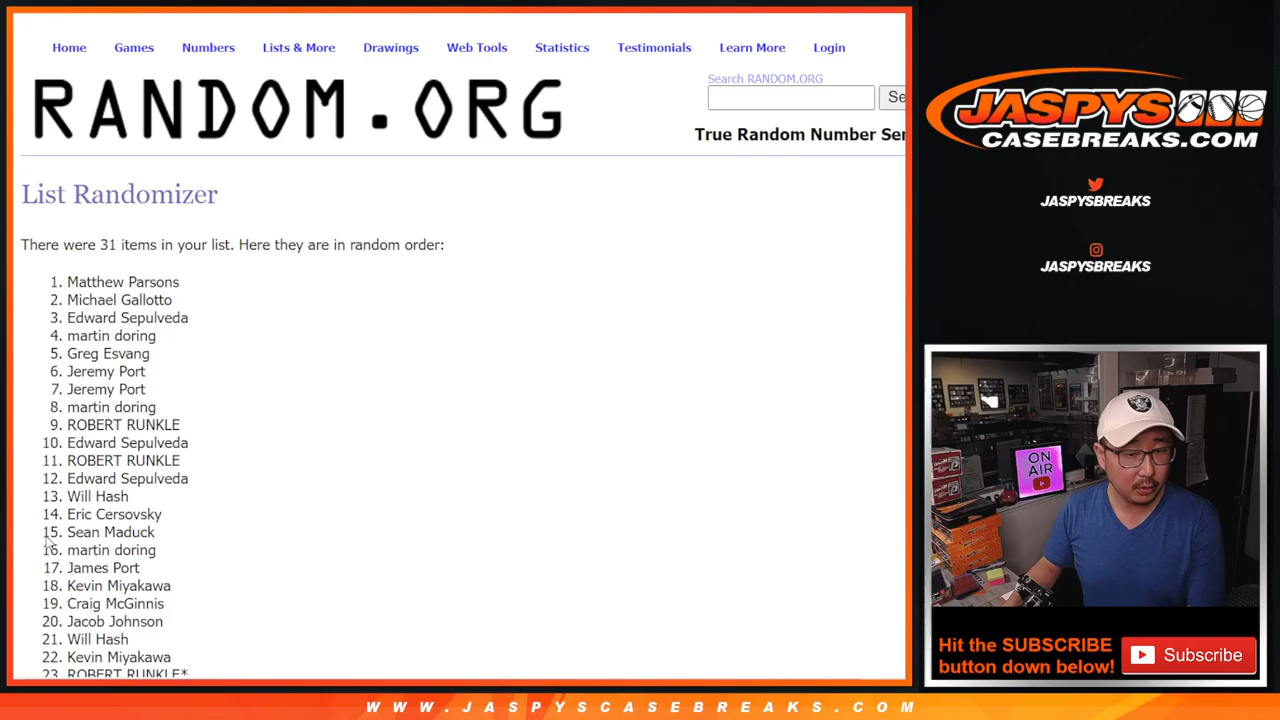 Home Games Numbers Lists & More Drawings Web Tools Statistics Testimonials Learn More Login
RANDOM.ORG
Search RANDOM.ORG
Se
True Random Number Ser
List Randomizer
There were 31 items in your list. Here they are in random order:
1. Matthew Parsons
2. Michael Gallotto
3. Edward Sepulveda
4. martin doring
5. Greg Esvang
6. Jeremy Port
7. Jeremy Port
8. martin doring
9. ROBERT RUNKLE
10. Edward Sepulveda
11. ROBERT RUNKLE
12. Edward Sepulveda
13. Will Hash
14. Eric Cersovsky
15. Sean Maduck
16. martin doring
17. James Port
18. Kevin Miyakawa
19. Craig McGinnis
20. Jacob Johnson
21. Will Hash
22. Kevin Miyakawa
23. ROBERT RUNKLE*
JASPYS
CASEBREAKS.COM
JASPYSBREAKS
JASPYSBREAKS
ON
AIR
Hit the SUBSCRIBE
button down below!
Subscribe
WWW.JASPYSCASEBREAKS.COM